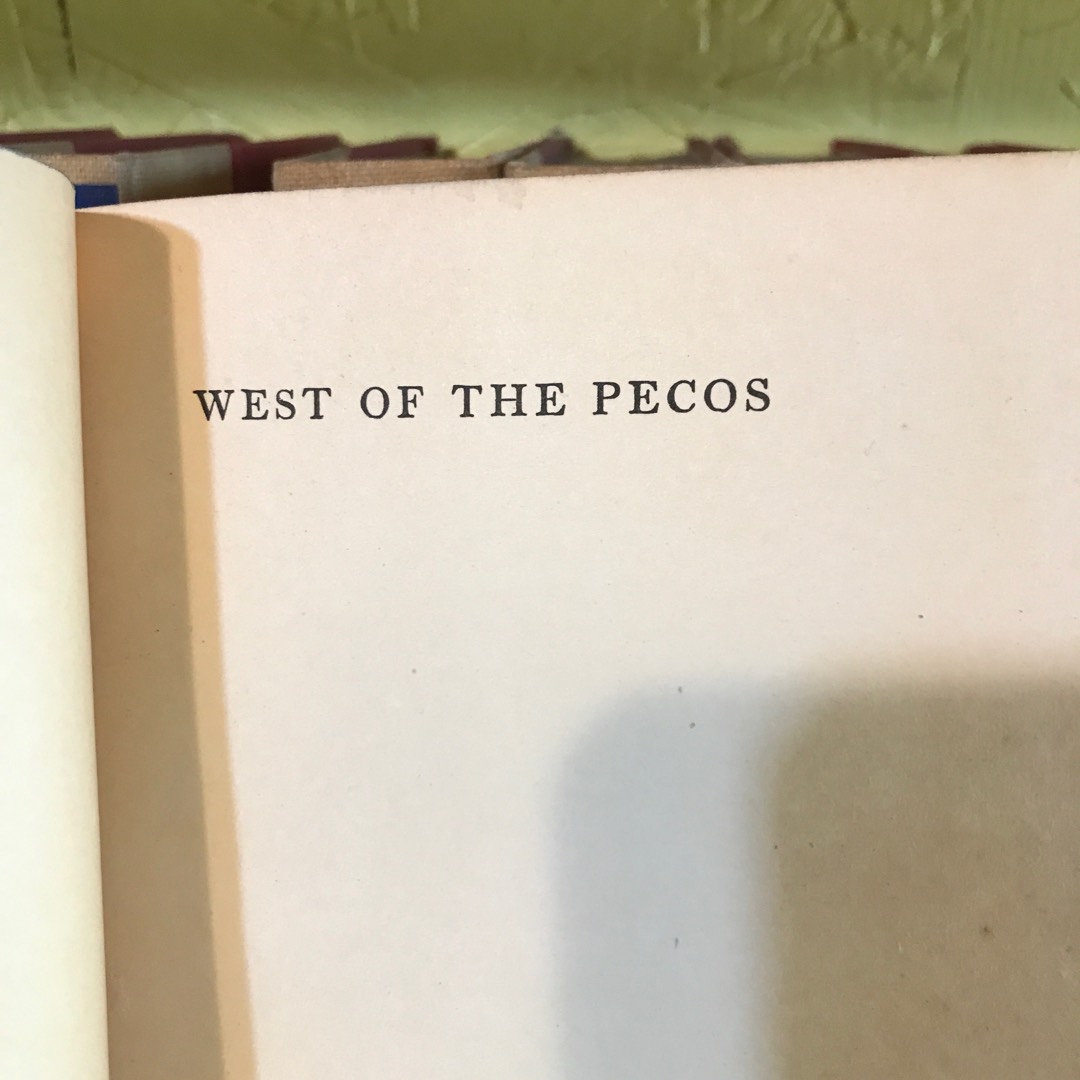 WEST OF THE PECOS